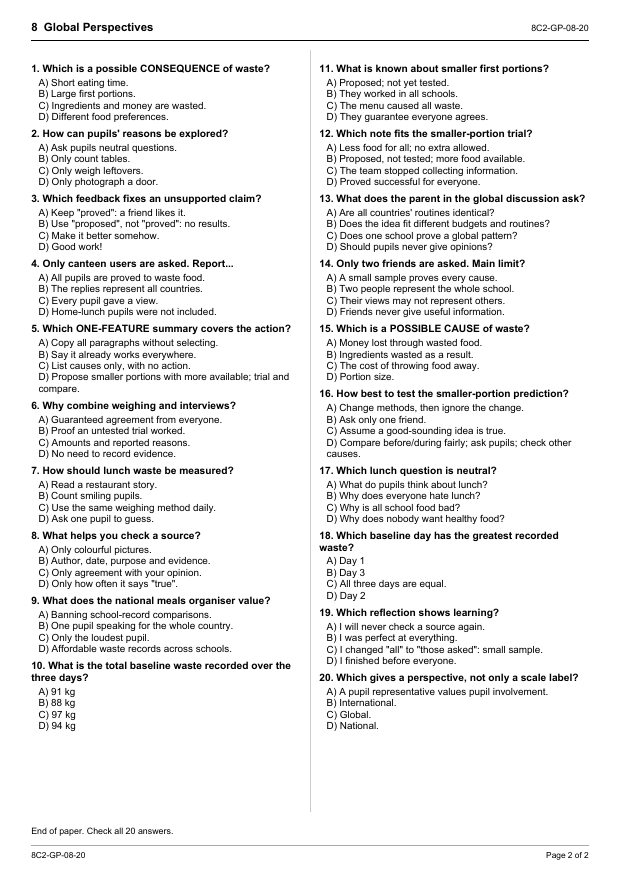 8 Global Perspectives
8C2-GP-08-20
1. Which is a possible CONSEQUENCE of waste?
A) Short eating time.
B) Large first portions.
C) Ingredients and money are wasted.
D) Different food preferences.
2. How can pupils' reasons be explored?
A) Ask pupils neutral questions.
B) Only count tables.
C) Only weigh leftovers.
D) Only photograph a door.
3. Which feedback fixes an unsupported claim?
A) Keep "proved": a friend likes it.
B) Use "proposed", not "proved": no results.
C) Make it better somehow.
D) Good work!
4. Only canteen users are asked. Report...
A) All pupils are proved to waste food.
B) The replies represent all countries.
C) Every pupil gave a view.
D) Home-lunch pupils were not included.
5. Which ONE-FEATURE summary covers the action?
A) Copy all paragraphs without selecting.
B) Say it already works everywhere.
C) List causes only, with no action.
D) Propose smaller portions with more available; trial and
compare.
6. Why combine weighing and interviews?
A) Guaranteed agreement from everyone.
B) Proof an untested trial worked.
C) Amounts and reported reasons.
D) No need to record evidence.
7. How should lunch waste be measured?
A) Read a restaurant story.
B) Count smiling pupils.
C) Use the same weighing method daily.
D) Ask one pupil to guess.
8. What helps you check a source?
A) Only colourful pictures.
B) Author, date, purpose and evidence.
C) Only agreement with your opinion.
D) Only how often it says "true".
9. What does the national meals organiser value?
A) Banning school-record comparisons.
B) One pupil speaking for the whole country.
C) Only the loudest pupil.
D) Affordable waste records across schools.
10. What is the total baseline waste recorded over the
three days?
A) 91 kg
B) 88 kg
C) 97 kg
D) 94 kg
11. What is known about smaller first portions?
A) Proposed; not yet tested.
B) They worked in all schools.
C) The menu caused all waste.
D) They guarantee everyone agrees.
12. Which note fits the smaller-portion trial?
A) Less food for all; no extra allowed.
B) Proposed, not tested; more food available.
C) The team stopped collecting information.
D) Proved successful for everyone.
13. What does the parent in the global discussion ask?
A) Are all countries' routines identical?
B) Does the idea fit different budgets and routines?
C) Does one school prove a global pattern?
D) Should pupils never give opinions?
14. Only two friends are asked. Main limit?
A) A small sample proves every cause.
B) Two people represent the whole school.
C) Their views may not represent others.
D) Friends never give useful information.
15. Which is a POSSIBLE CAUSE of waste?
A) Money lost through wasted food.
B) Ingredients wasted as a result.
C) The cost of throwing food away.
D) Portion size.
16. How best to test the smaller-portion prediction?
A) Change methods, then ignore the change.
B) Ask only one friend.
C) Assume a good-sounding idea is true.
D) Compare before/during fairly; ask pupils; check other
causes.
17. Which lunch question is neutral?
A) What do pupils think about lunch?
B) Why does everyone hate lunch?
C) Why is all school food bad?
D) Why does nobody want healthy food?
18. Which baseline day has the greatest recorded
waste?
A) Day 1
B) Day 3
C) All three days are equal.
D) Day 2
19. Which reflection shows learning?
A) I will never check a source again.
B) I was perfect at everything.
C) I changed "all" to "those asked": small sample.
D) I finished before everyone.
20. Which gives a perspective, not only a scale label?
A) A pupil representative values pupil involvement.
B) International.
C) Global.
D) National.
End of paper. Check all 20 answers.
8C2-GP-08-20
Page 2 of 2